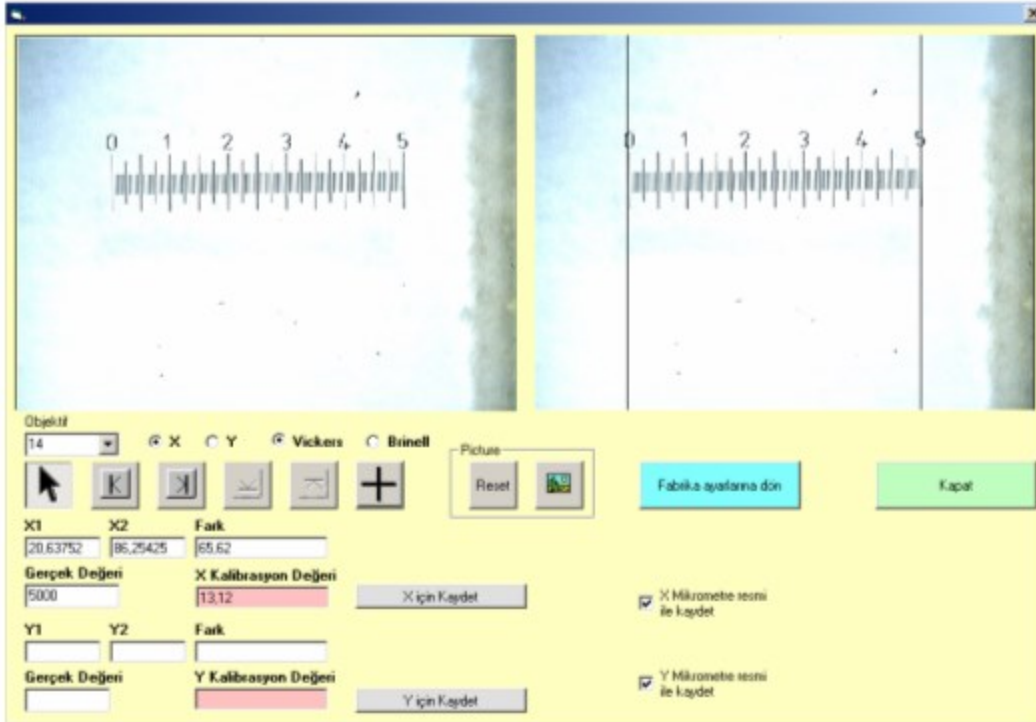 0 1 2 3 4 5
0 1 2 3 4 5
Objektif
14
X Y Vickers Brinell
Picture
Reset
Fabrika ayarlarına dön
Kapat
X1 X2 Fark
20,63752 86,25425 65,62
Gerçek Değeri X Kalibrasyon Değeri
5000 13,12 X için Kaydet
X Mikrometre resmi
ile kaydet
Y1 Y2 Fark
Gerçek Değeri Y Kalibrasyon Değeri
Y için Kaydet
Y Mikrometre resmi
ile kaydet